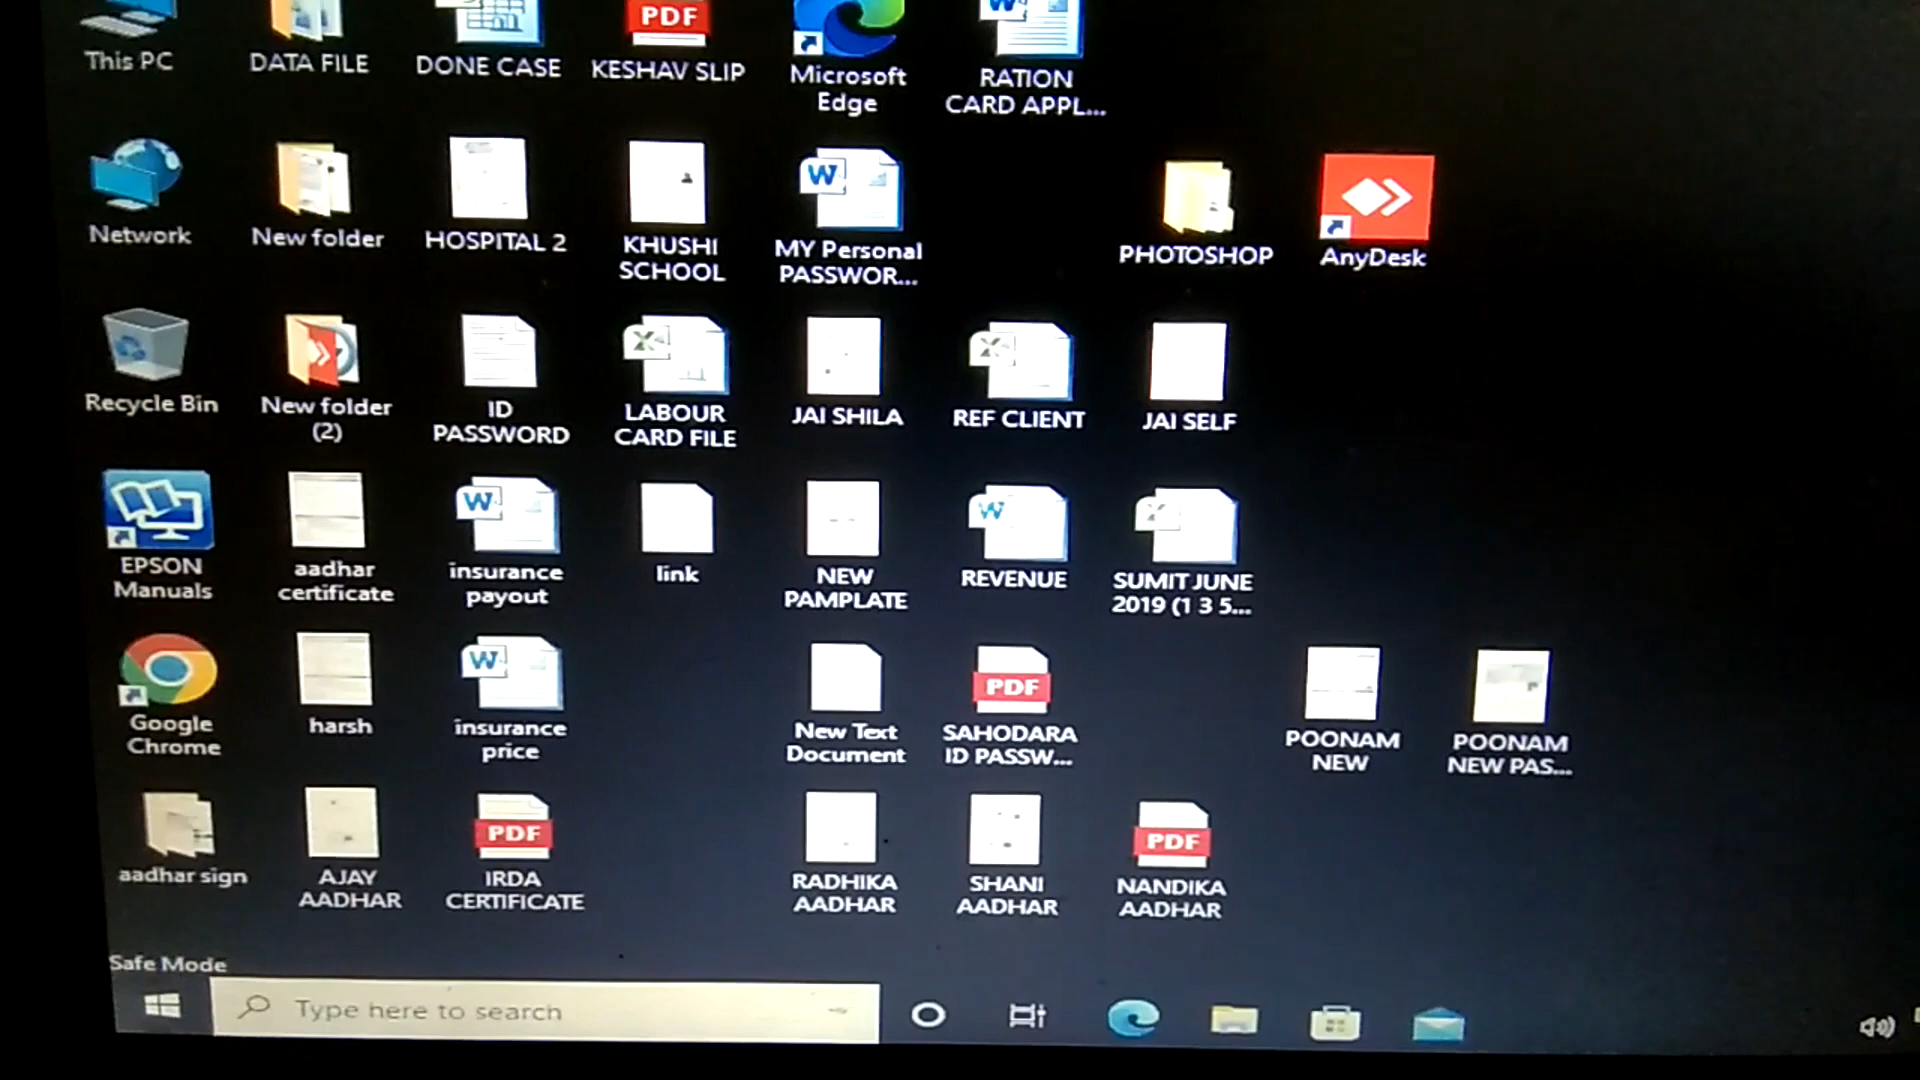 This PC
DATA FILE
DONE CASE
PDF
KESHAV SLIP
Microsoft
Edge
W
RATION
CARD APPL...
Network
New folder
HOSPITAL 2
KHUSHI
SCHOOL
W
MY Personal
PASSWOR...
PHOTOSHOP
AnyDesk
Recycle Bin
New folder
(2)
ID
PASSWORD
X
LABOUR
CARD FILE
JAI SHILA
X
REF CLIENT
JAI SELF
EPSON
Manuals
aadhar
certificate
W
insurance
payout
link
NEW
PAMPLATE
W
REVENUE
X
SUMIT JUNE
2019 (1 3 5...
Google
Chrome
harsh
W
insurance
price
New Text
Document
PDF
SAHODARA
ID PASSW...
POONAM
NEW
POONAM
NEW PAS...
aadhar sign
AJAY
AADHAR
PDF
IRDA
CERTIFICATE
RADHIKA
AADHAR
SHANI
AADHAR
PDF
NANDIKA
AADHAR
Safe Mode
Type here to search